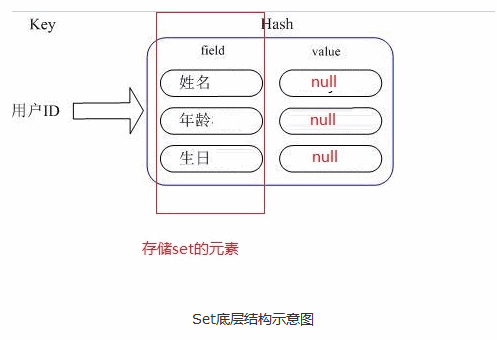 Key
Hash
field
value
姓名
null
用户ID
年龄
null
生日
null
存储set的元素
Set底层结构示意图